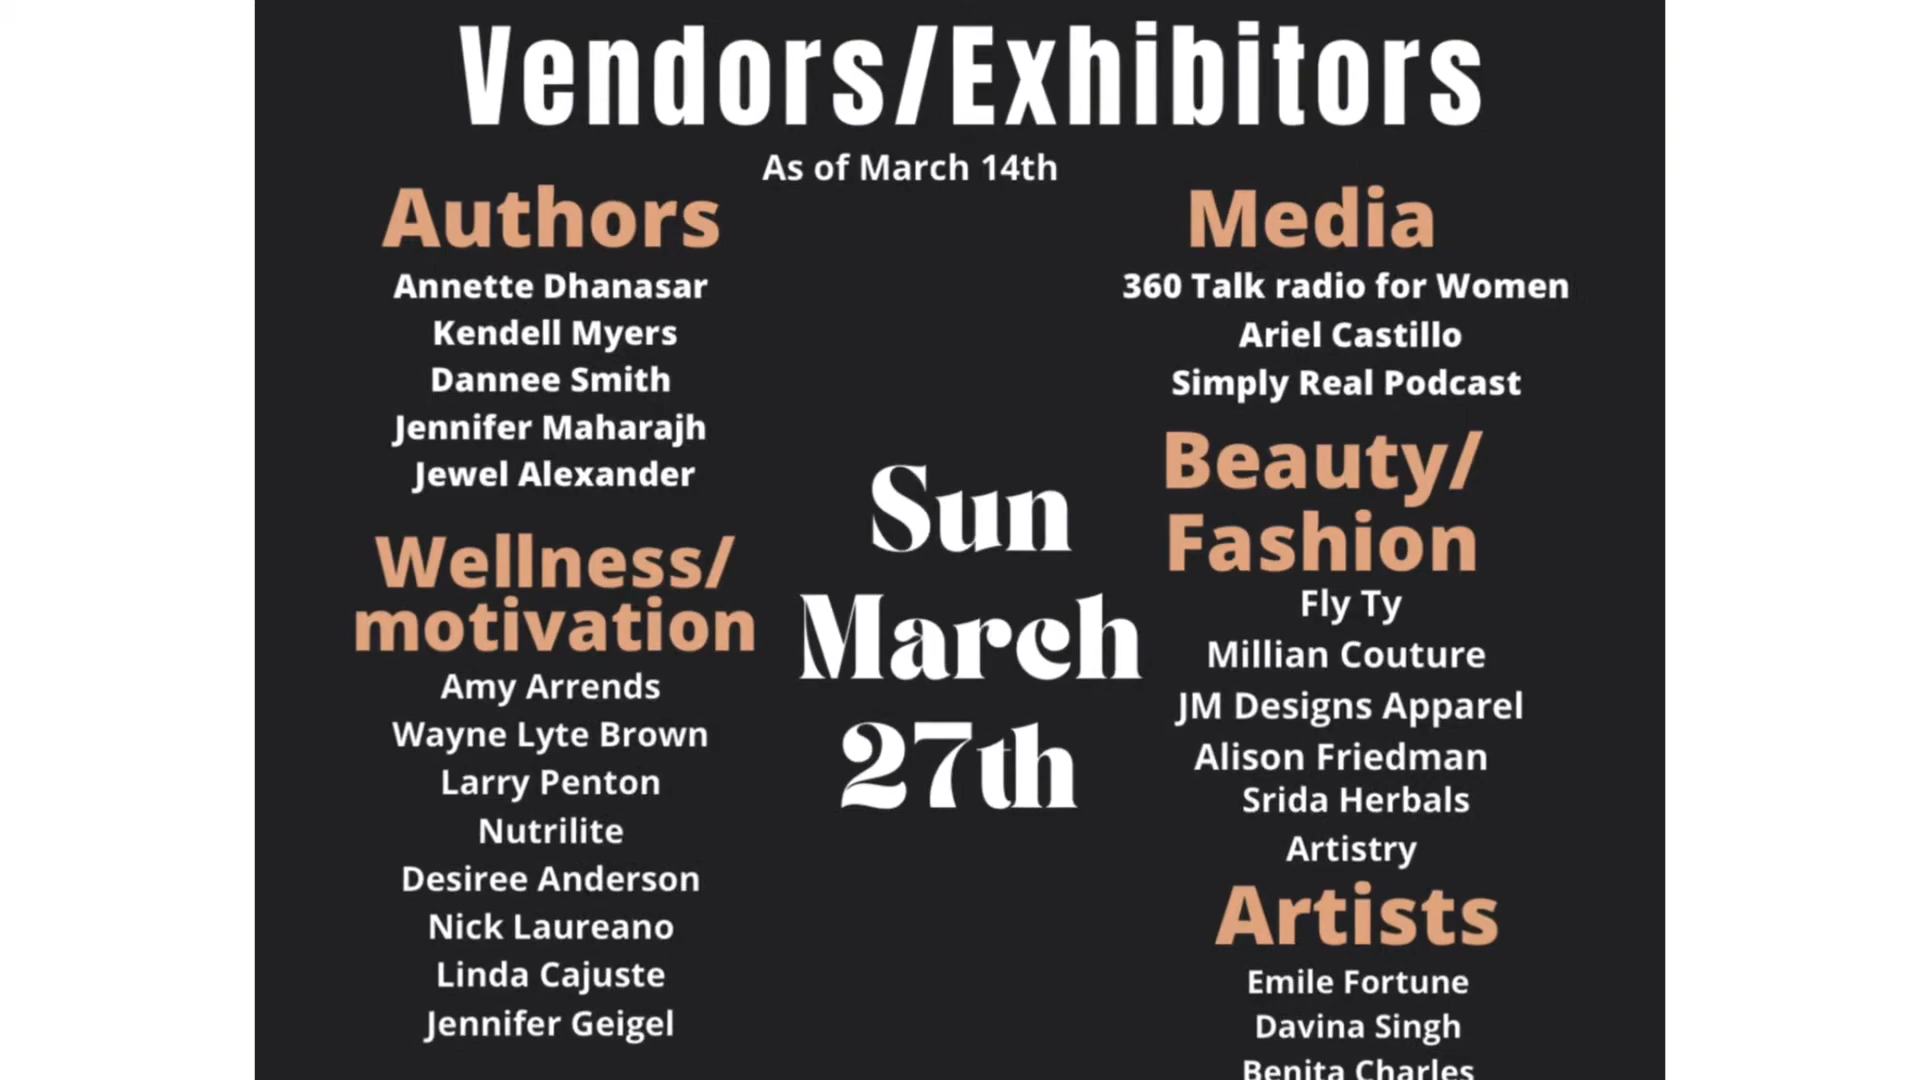 Vendors/Exhibitors
As of March 14th
Authors
Annette Dhanasar
Kendell Myers
Dannee Smith
Jennifer Maharajh
Jewel Alexander
Wellness/
motivation
Amy Arrends
Wayne Lyte Brown
Larry Penton
Nutrilite
Desiree Anderson
Nick Laureano
Linda Cajuste
Jennifer Geigel
Sun
March
27th
Media
360 Talk radio for Women
Ariel Castillo
Simply Real Podcast
Beauty/
Fashion
Fly Ty
Millian Couture
JM Designs Apparel
Alison Friedman
Srida Herbals
Artistry
Artists
Emile Fortune
Davina Singh
Benita Charles